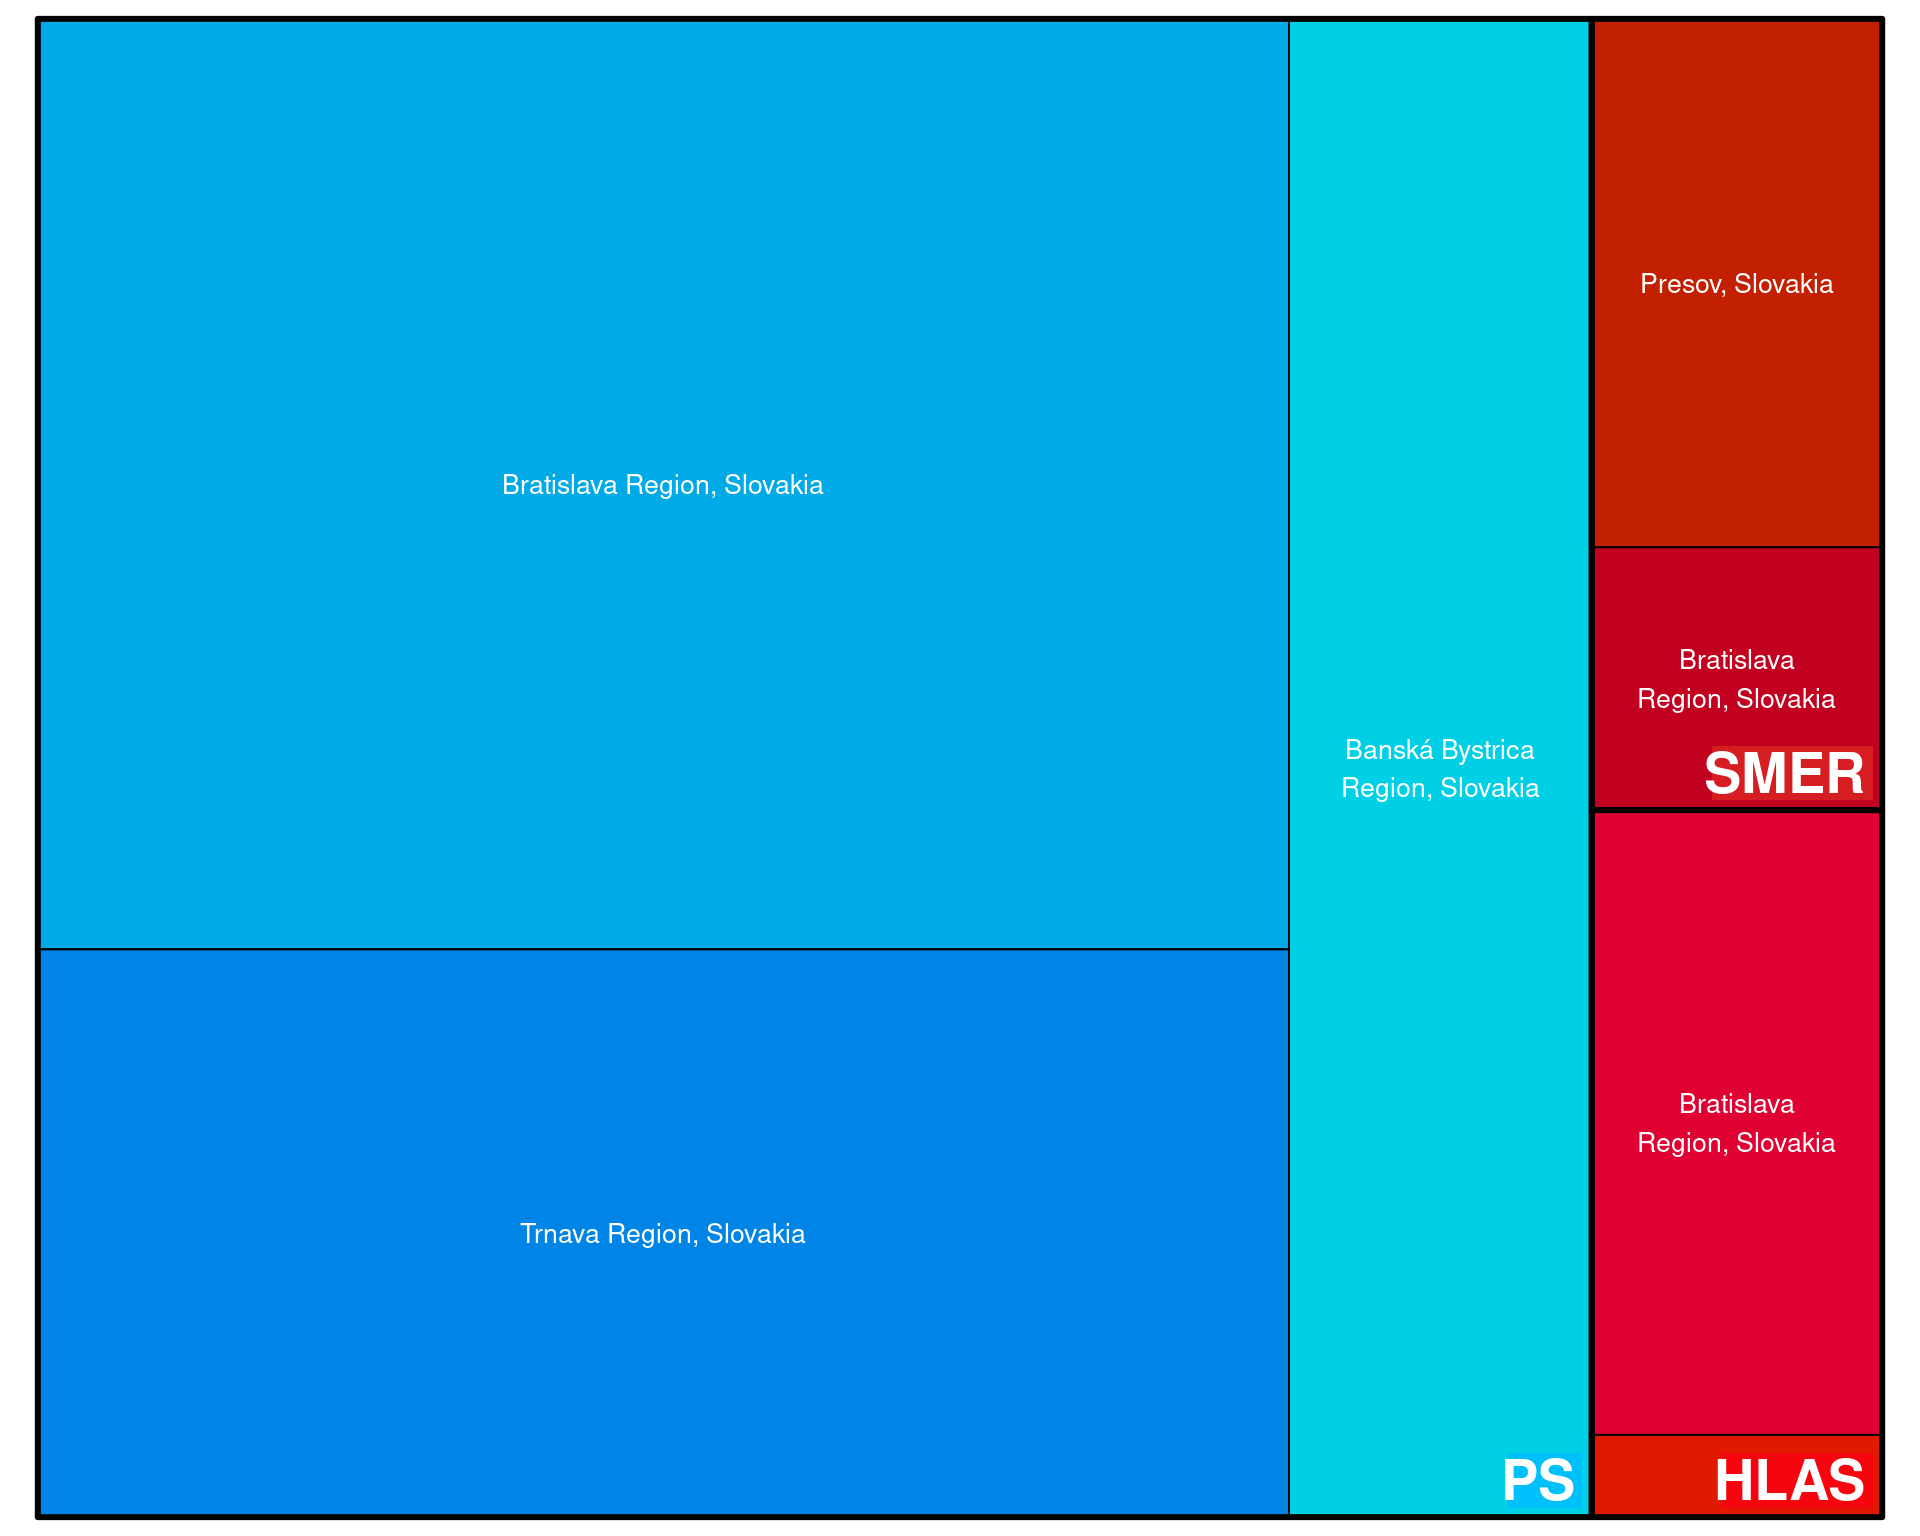 Bratislava Region, Slovakia
Trnava Region, Slovakia
Banská Bystrica
Region, Slovakia
PS
Presov, Slovakia
Bratislava
Region, Slovakia
SMER
Bratislava
Region, Slovakia
HLAS